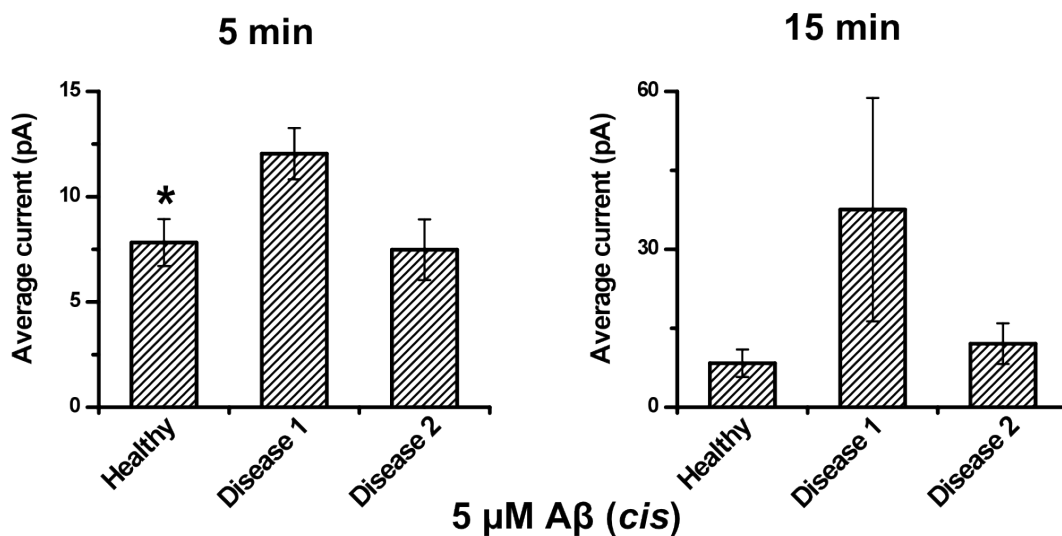 5 min
15 min
Average current (pA)
15
10
5
0
*
Healthy
Disease 1
Disease 2
Average current (pA)
60
30
0
Healthy
Disease 1
Disease 2
5 µM Aβ (cis)